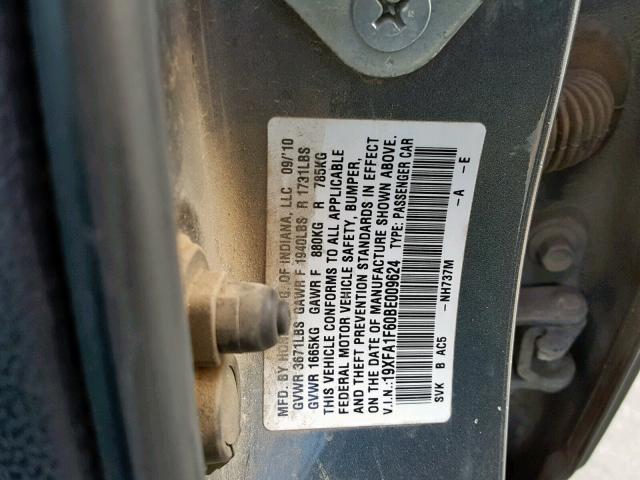 MFD. BY HON G. OF INDIANA, LLC 09/'10
GVWR 3671LBS GAWR F 1940LBS R 1731LBS
GVWR 1665KG GAWR F 880KG R 785KG
THIS VEHICLE CONFORMS TO ALL APPLICABLE
FEDERAL MOTOR VEHICLE SAFETY, BUMPER,
AND THEFT PREVENTION STANDARDS IN EFFECT
ON THE DATE OF MANUFACTURE SHOWN ABOVE.
V.I.N.:19XFA1F60BE009624 TYPE: PASSENGER CAR
SVK B AC5 -NH737M -A -E